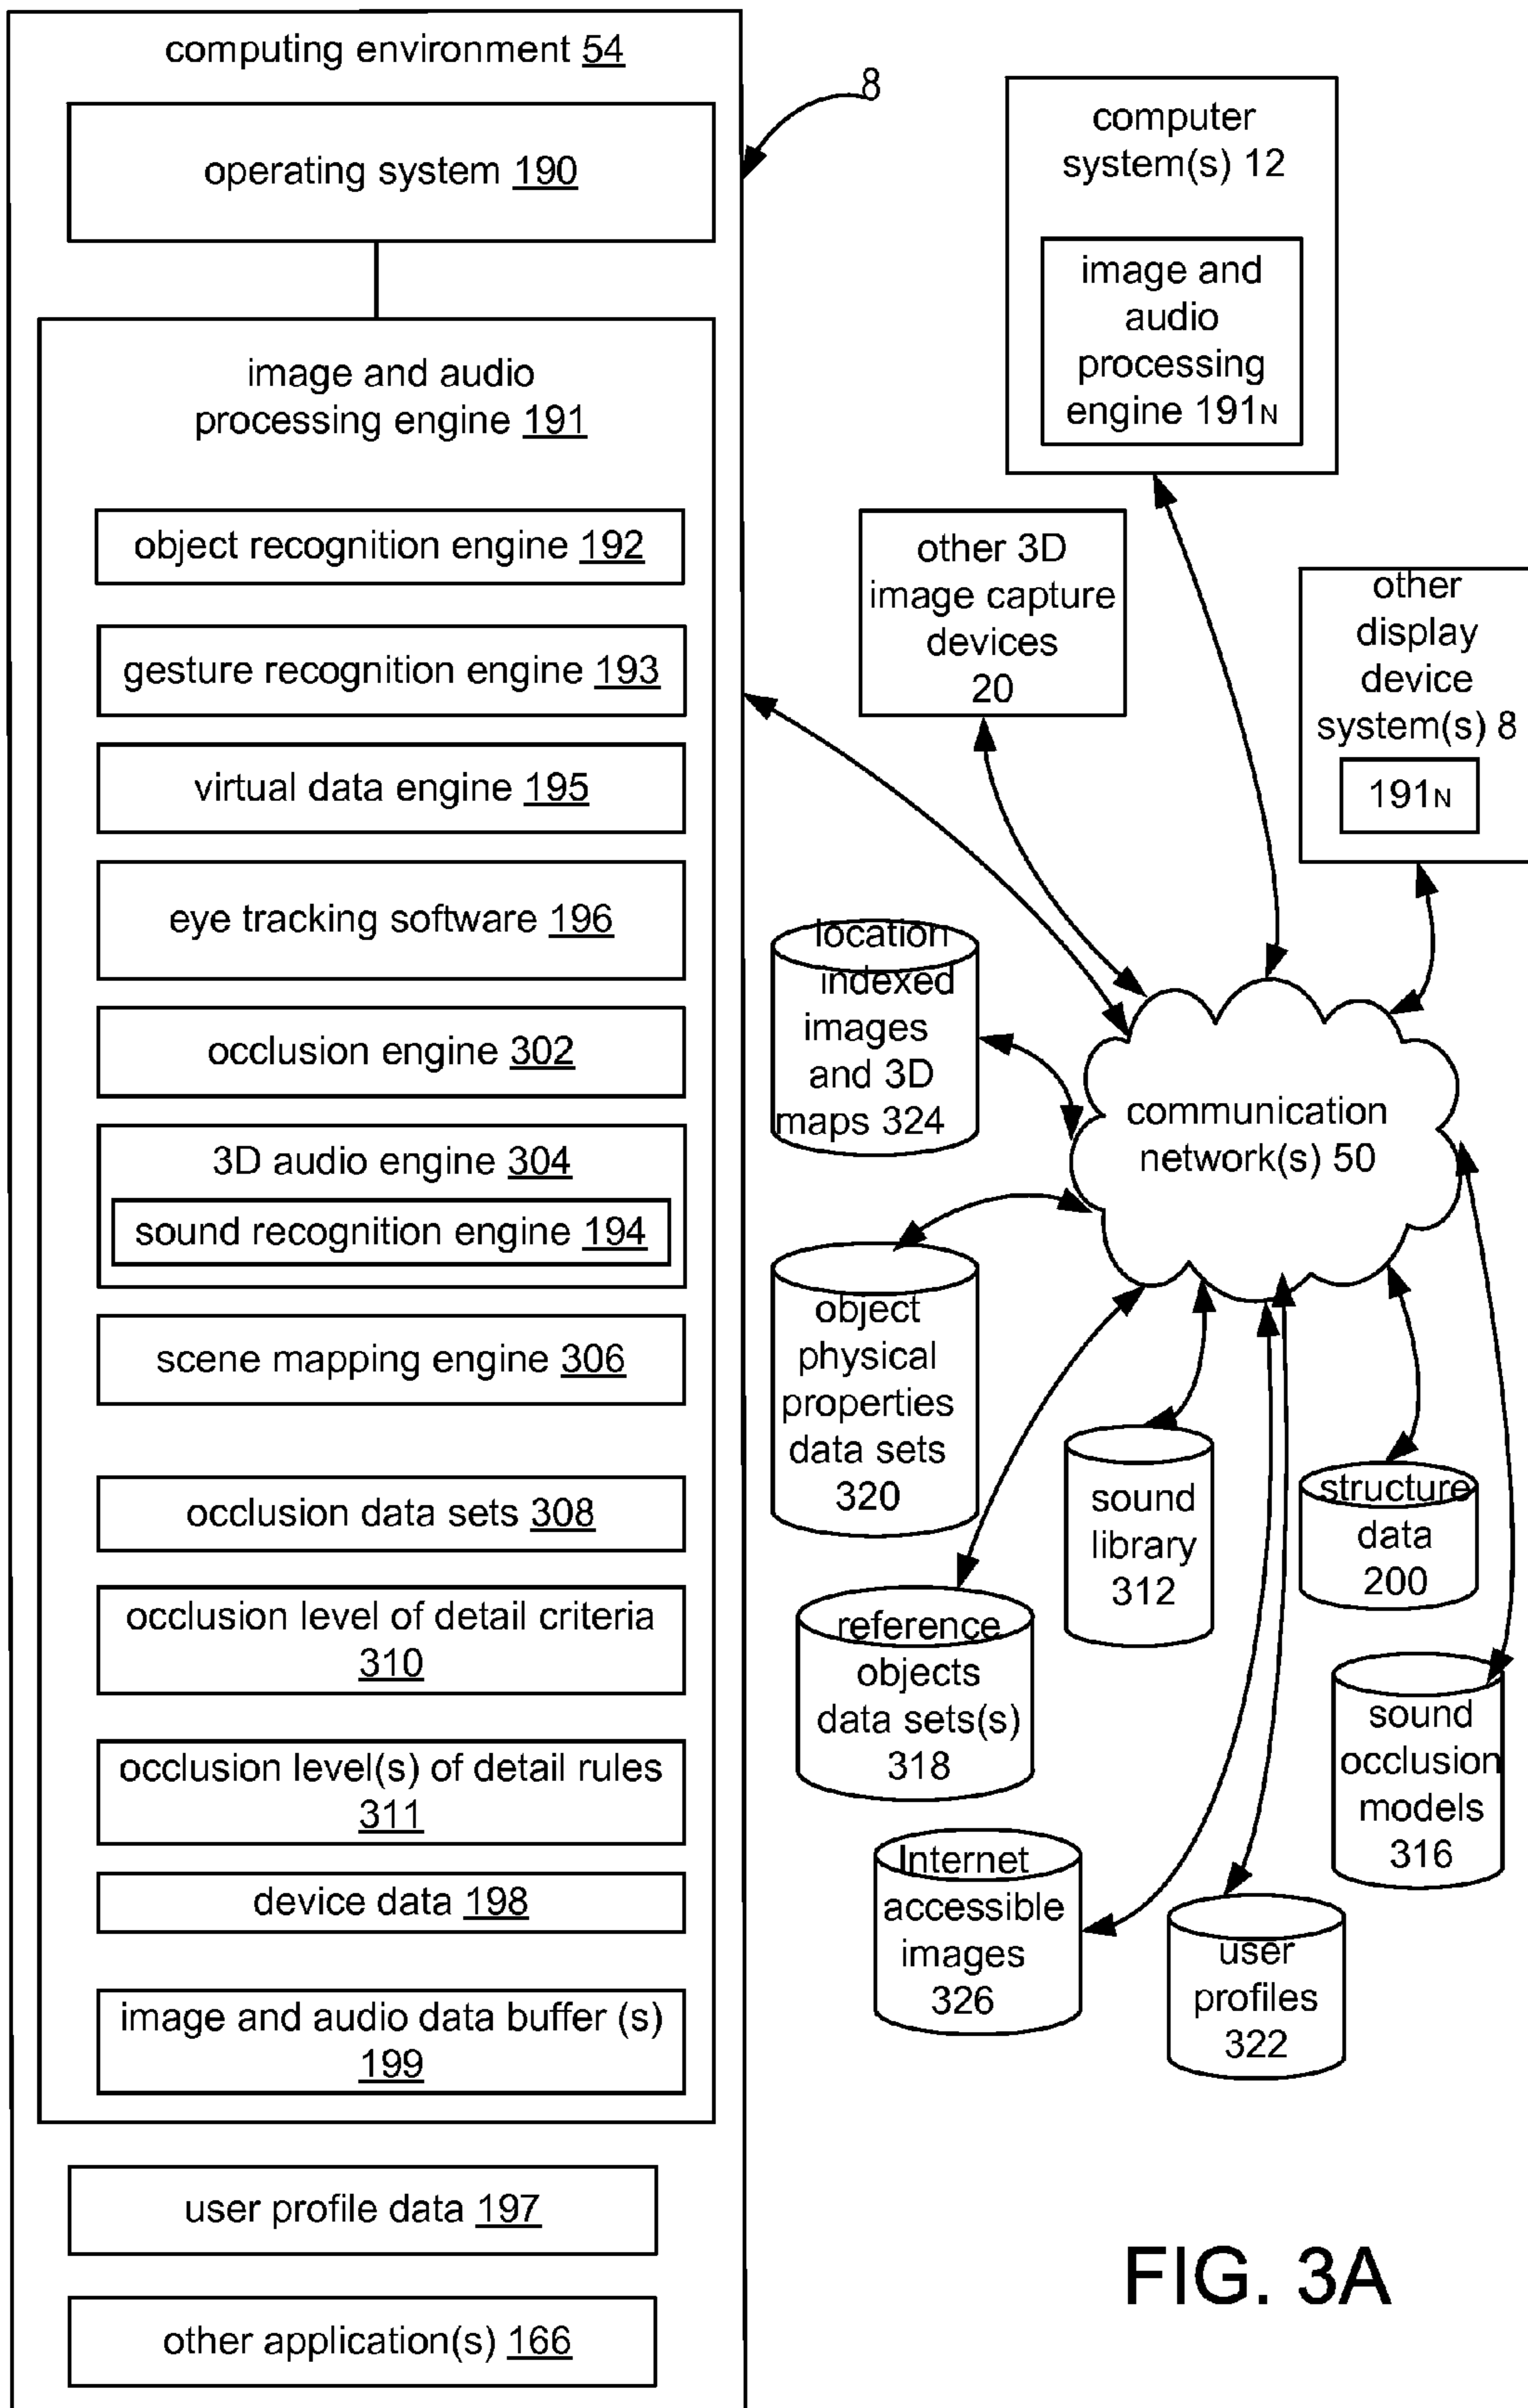 computing environment 54
operating system 190
image and audio
processing engine 191
object recognition engine 192
gesture recognition engine 193
virtual data engine 195
eye tracking software 196
occlusion engine 302
3D audio engine 304
sound recognition engine 194
scene mapping engine 306
occlusion data sets 308
occlusion level of detail criteria
310
occlusion level(s) of detail rules
311
device data 198
image and audio data buffer (s)
199
user profile data 197
other application(s) 166
8
computer
system(s) 12
image and
audio
processing
engine 191N
other 3D
image capture
devices
20
other
display
device
system(s) 8
191N
location
indexed
images
and 3D
maps 324
communication
network(s) 50
object
physical
properties
data sets
320
sound
library
312
structure
data
200
reference
objects
data sets(s)
318
sound
occlusion
models
316
Internet
accessible
images
326
user
profiles
322
FIG. 3A